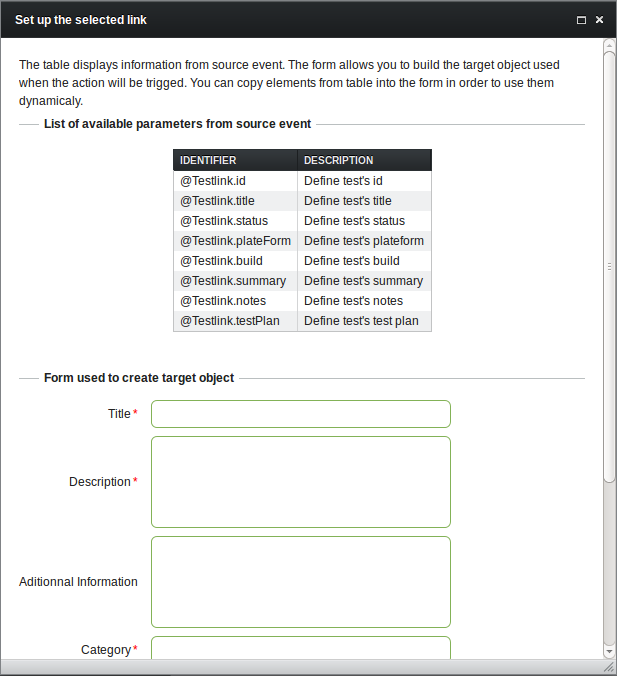 Set up the selected link
The table displays information from source event. The form allows you to build the target object used
when the action will be trigged. You can copy elements from table into the form in order to use them
dynamicaly.
List of available parameters from source event
IDENTIFIER DESCRIPTION
@Testlink.id Define test's id
@Testlink.title Define test's title
@Testlink.status Define test's status
@Testlink.plateForm Define test's plateform
@Testlink.build Define test's build
@Testlink.summary Define test's summary
@Testlink.notes Define test's notes
@Testlink.testPlan Define test's test plan
Form used to create target object
Title *
Description *
Aditionnal Information
Category *